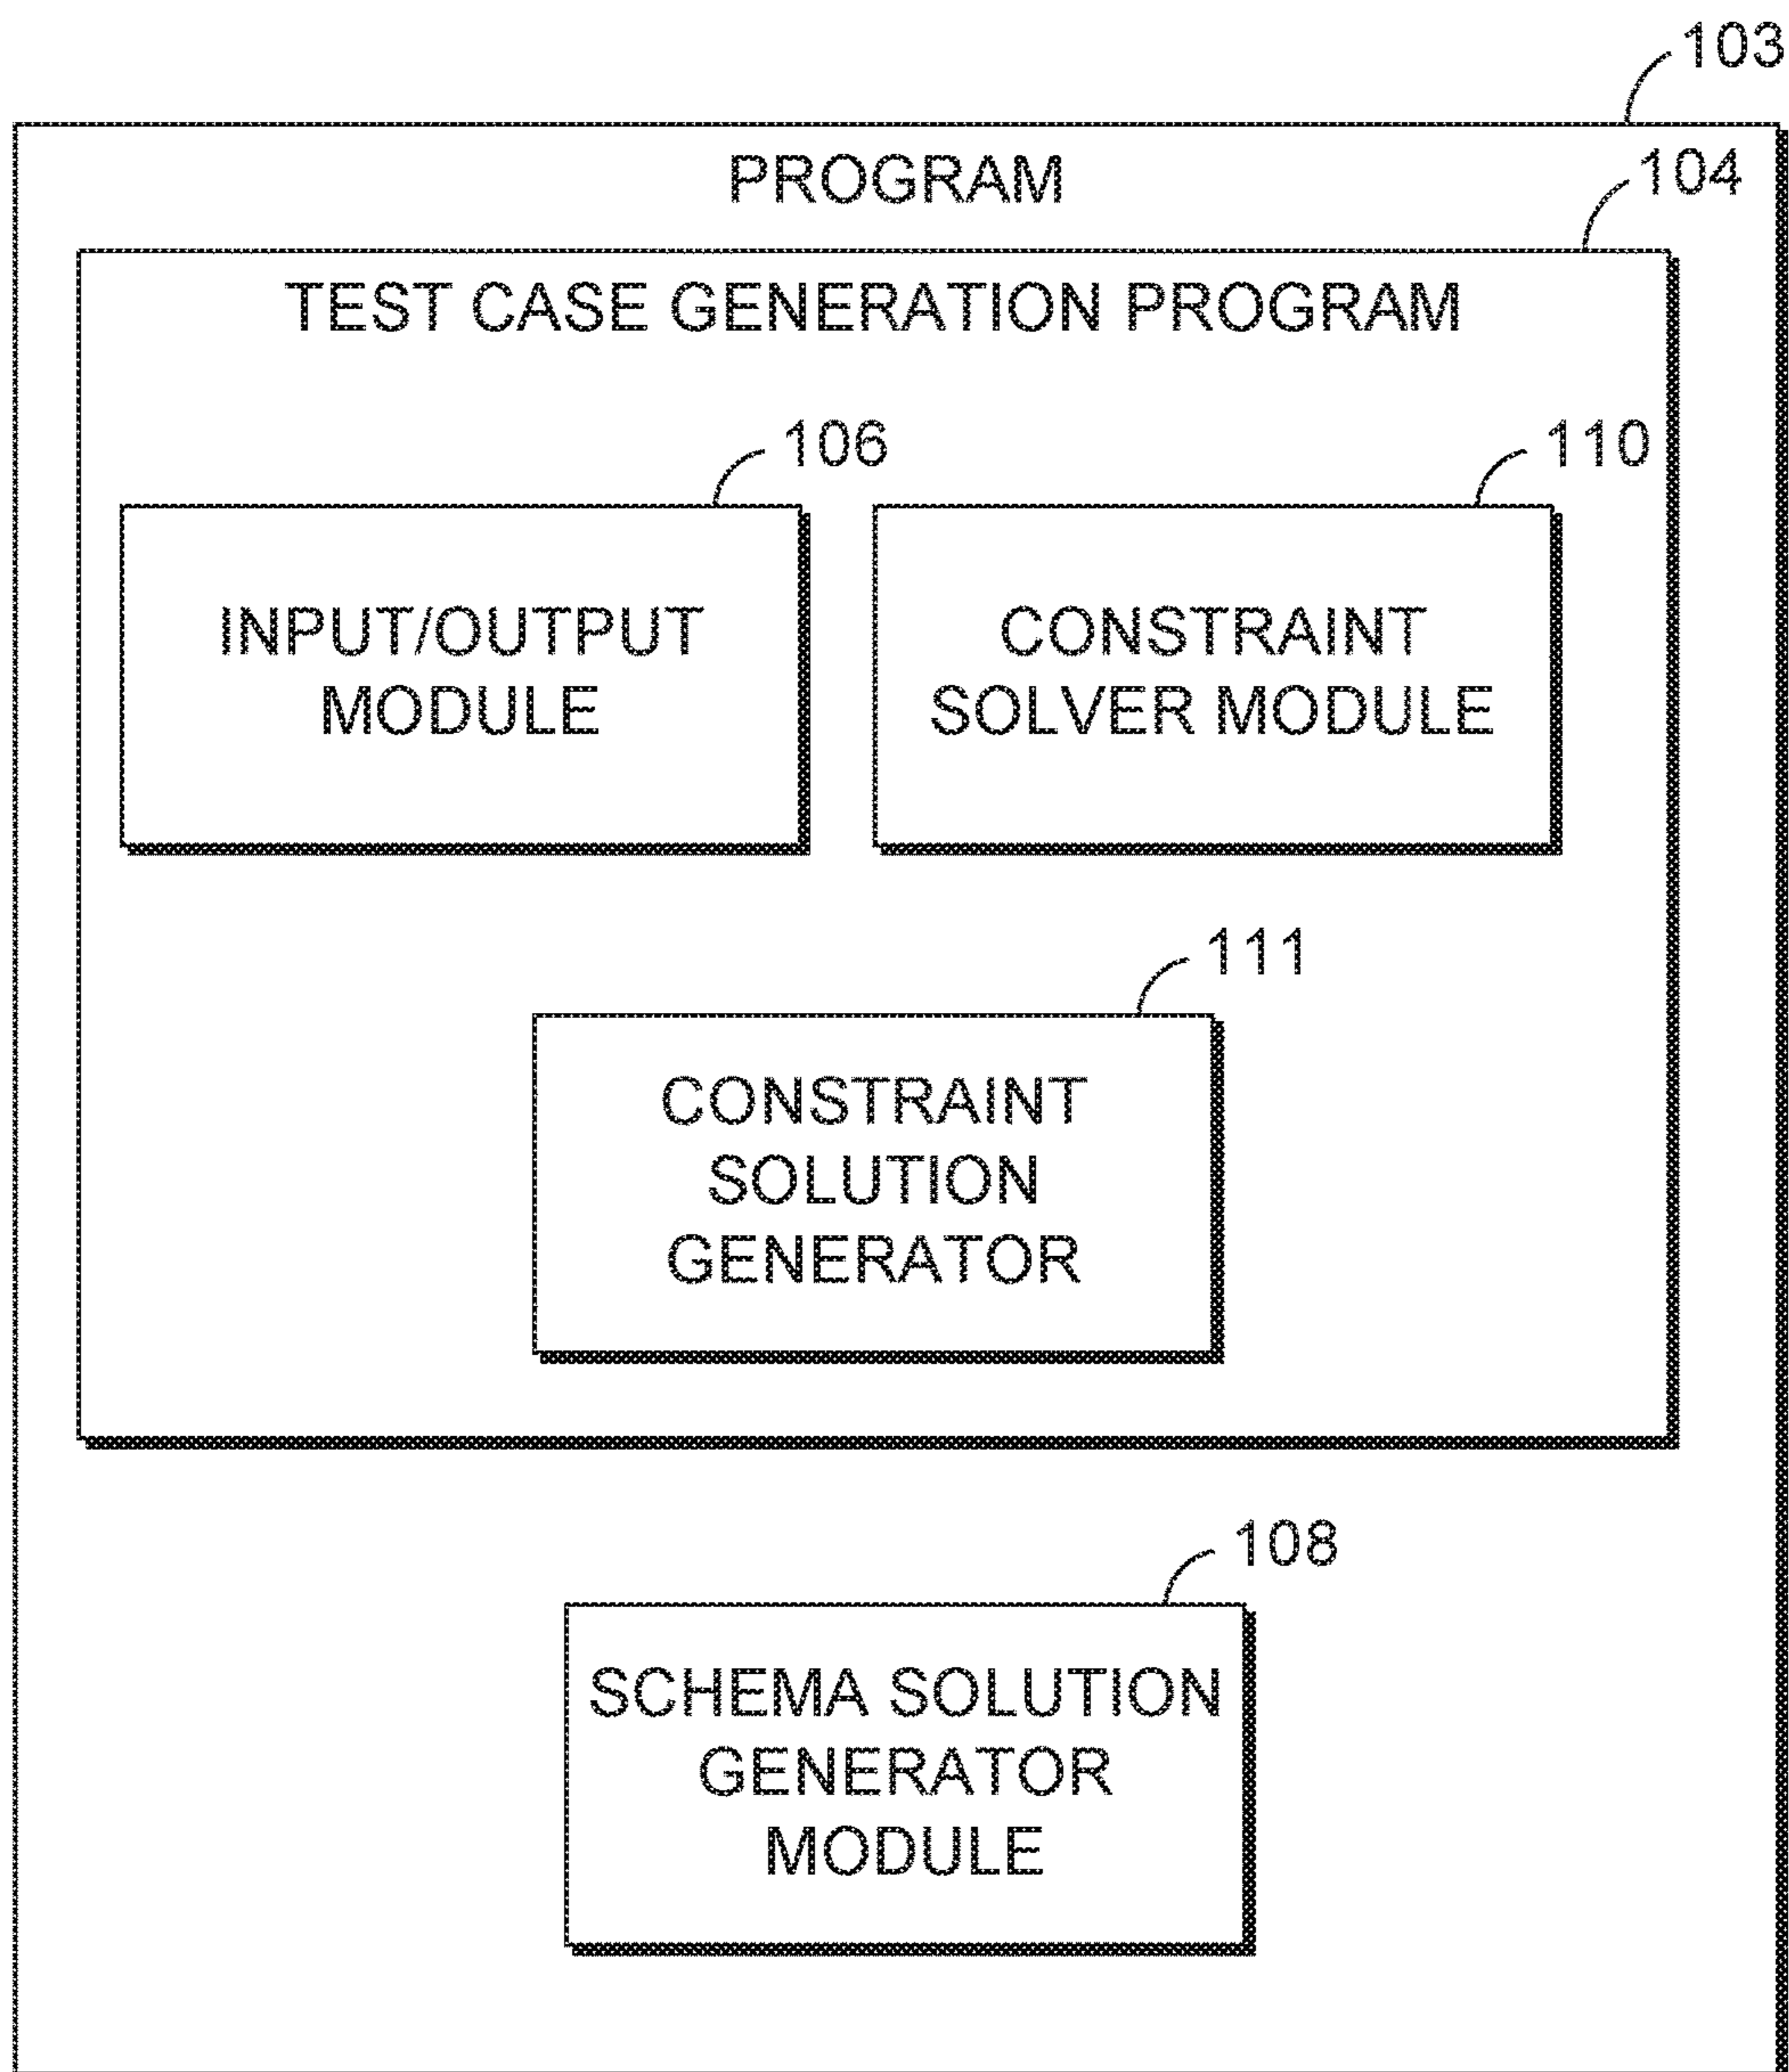 103
PROGRAM
104
TEST CASE GENERATION PROGRAM
106
110
INPUT/OUTPUT
MODULE
CONSTRAINT
SOLVER MODULE
111
CONSTRAINT
SOLUTION
GENERATOR
108
SCHEMA SOLUTION
GENERATOR
MODULE